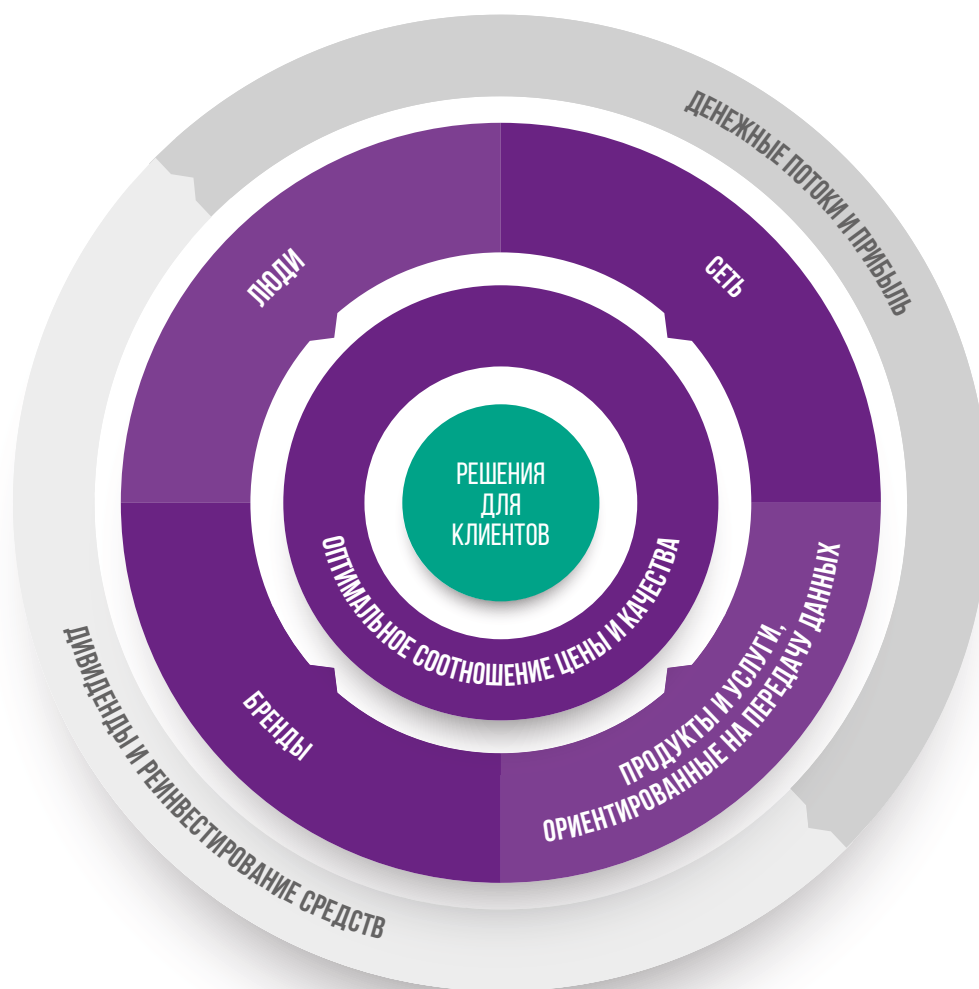 ДЕНЕЖНЫЕ ПОТОКИ И ПРИБЫЛЬ
ЛЮДИ
СЕТЬ
РЕШЕНИЯ
ДЛЯ
КЛИЕНТОВ
ОПТИМАЛЬНОЕ СООТНОШЕНИЕ ЦЕНЫ И КАЧЕСТВА
БРЕНДЫ
ПРОДУКТЫ И УСЛУГИ,
ОРИЕНТИРОВАННЫЕ НА ПЕРЕДАЧУ ДАННЫХ
ДИВИДЕНДЫ И РЕИНВЕСТИРОВАНИЕ СРЕДСТВ